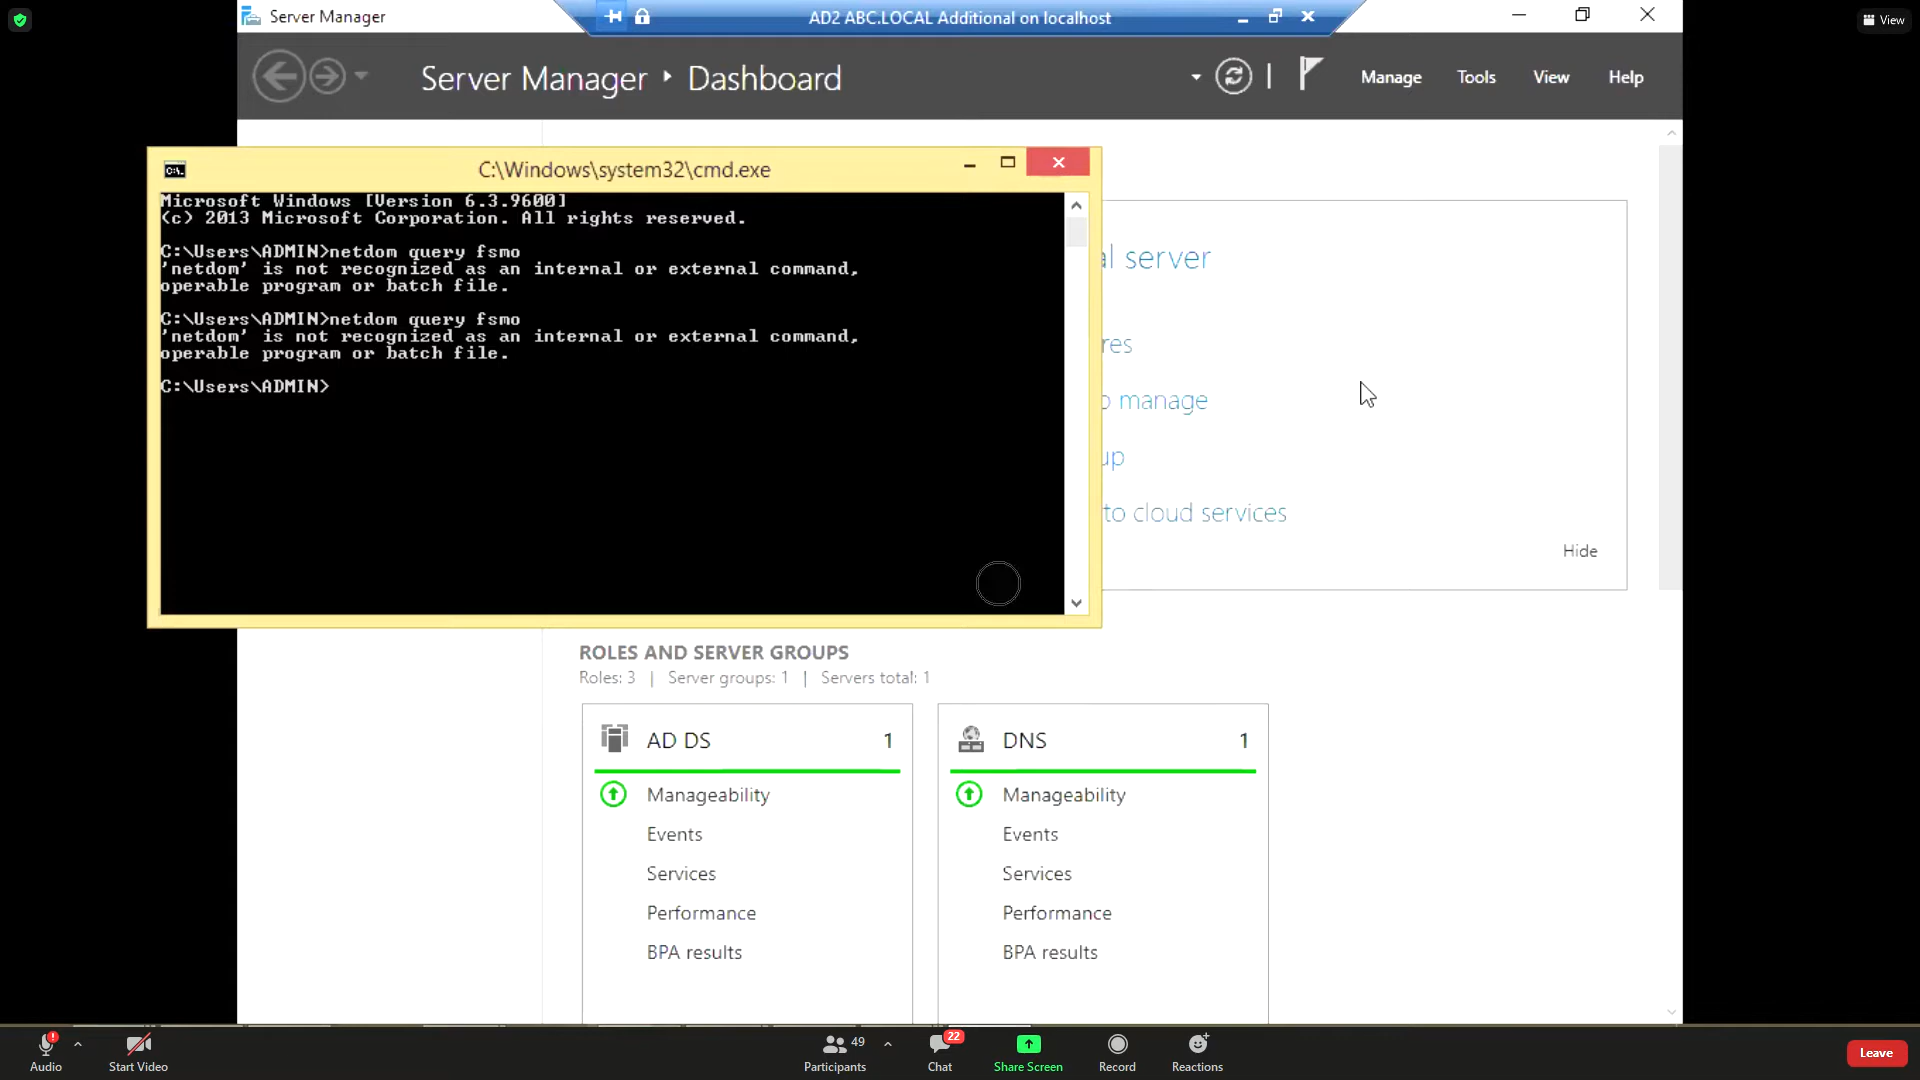 Server Manager
AD2 ABC.LOCAL Additional on localhost
View
Server Manager ‣ Dashboard
Manage
Tools
View
Help
C:\Windows\system32\cmd.exe
Microsoft Windows [Version 6.3.9600]
(c) 2013 Microsoft Corporation. All rights reserved.
C:\Users\ADMIN>netdom query fsmo
'netdom' is not recognized as an internal or external command,
operable program or batch file.
C:\Users\ADMIN>netdom query fsmo
'netdom' is not recognized as an internal or external command,
operable program or batch file.
C:\Users\ADMIN>
al server
res
o manage
up
to cloud services
Hide
ROLES AND SERVER GROUPS
Roles: 3 | Server groups: 1 | Servers total: 1
AD DS 1
Manageability
Events
Services
Performance
BPA results
DNS 1
Manageability
Events
Services
Performance
BPA results
Audio
Start Video
49
Participants
22
Chat
Share Screen
Record
Reactions
Leave